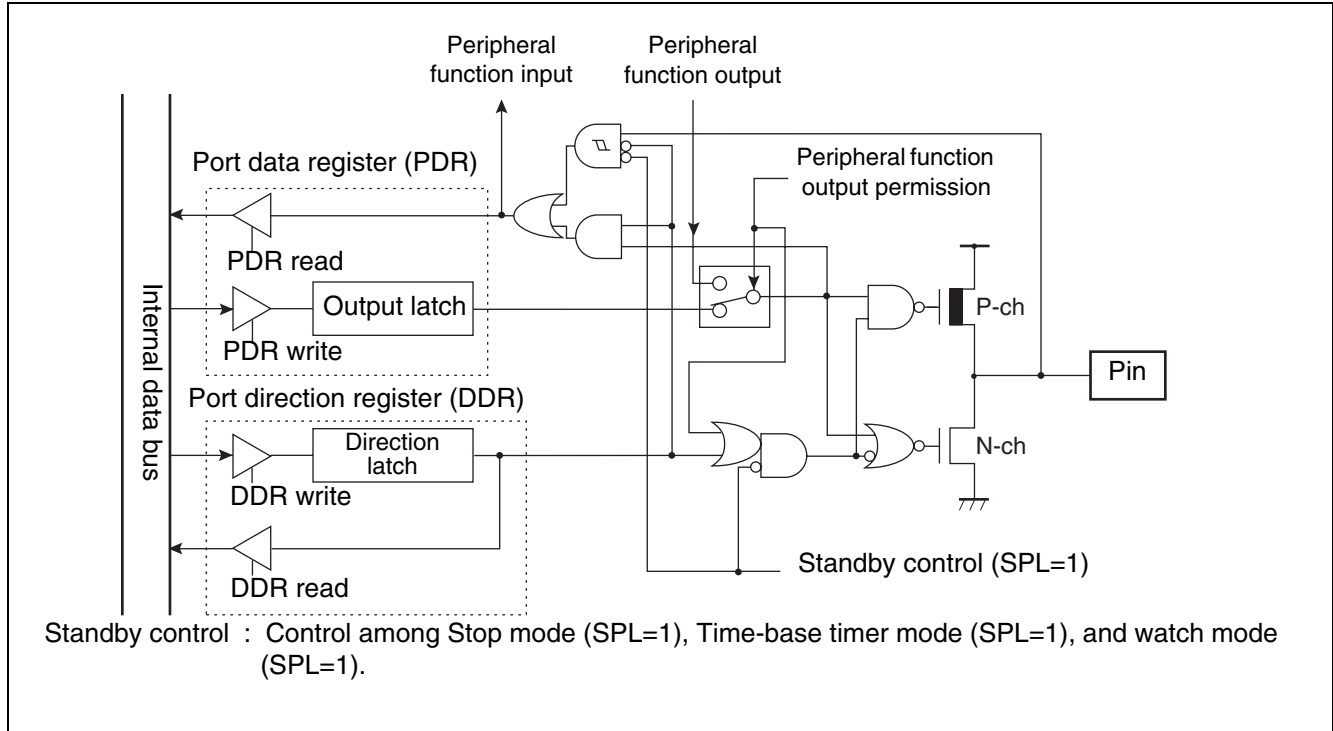 Peripheral
function input
Peripheral
function output
Port data register (PDR)
Peripheral function
output permission
PDR read
Output latch
PDR write
P-ch
Internal data bus
Pin
Port direction register (DDR)
Direction
latch
N-ch
DDR write
DDR read
Standby control (SPL=1)
Standby control : Control among Stop mode (SPL=1), Time-base timer mode (SPL=1), and watch mode
(SPL=1).